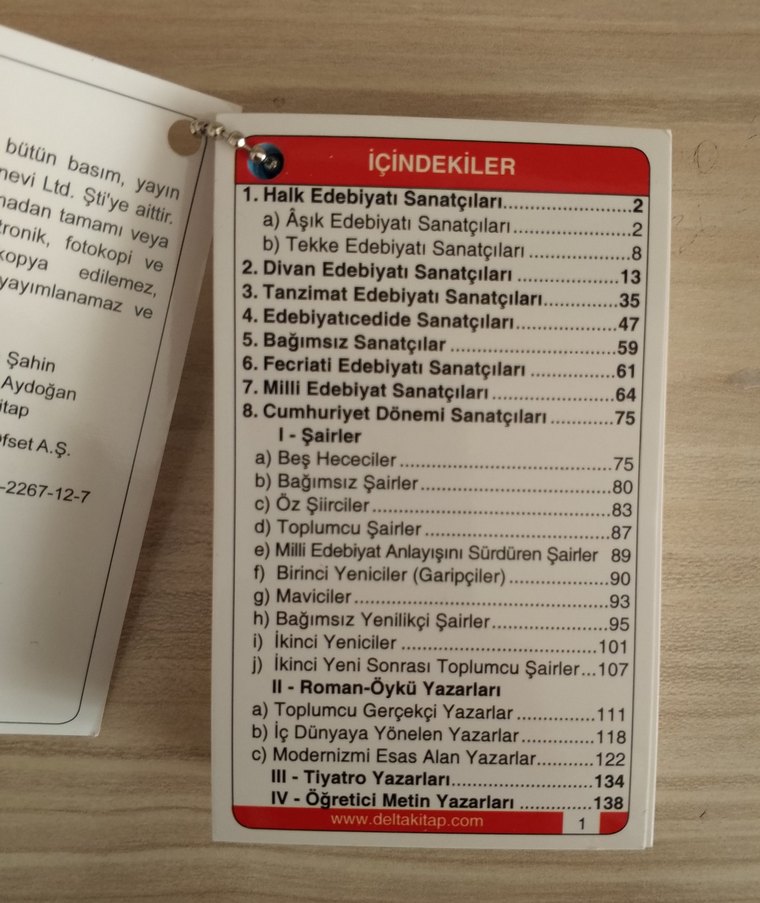 bütün basım, yayın
nevi Ltd. Şti'ye aittir.
madan tamamı veya
tronik, fotokopi ve
kopya edilemez,
yayımlanamaz ve
Şahin
Aydoğan
itap
fset A.Ş.
-2267-12-7
İÇİNDEKİLER
1. Halk Edebiyatı Sanatçıları........................2
a) Âşık Edebiyatı Sanatçıları.......................2
b) Tekke Edebiyatı Sanatçıları ....................8
2. Divan Edebiyatı Sanatçıları ..................13
3. Tanzimat Edebiyatı Sanatçıları.............35
4. Edebiyatıcedide Sanatçıları..................47
5. Bağımsız Sanatçılar .............................59
6. Fecriati Edebiyatı Sanatçıları ...............61
7. Milli Edebiyat Sanatçıları......................64
8. Cumhuriyet Dönemi Sanatçıları ............75
I - Şairler
a) Beş Hececiler.....................................75
b) Bağımsız Şairler.................................80
c) Öz Şiirciler..........................................83
d) Toplumcu Şairler ................................87
e) Milli Edebiyat Anlayışını Sürdüren Şairler 89
f) Birinci Yeniciler (Garipçiler)..................90
g) Maviciler.............................................93
h) Bağımsız Yenilikçi Şairler.....................95
i) İkinci Yeniciler ...................................101
j) İkinci Yeni Sonrası Toplumcu Şairler...107
II - Roman-Öykü Yazarları
a) Toplumcu Gerçekçi Yazarlar ..............111
b) İç Dünyaya Yönelen Yazarlar.............118
c) Modernizmi Esas Alan Yazarlar..........122
III - Tiyatro Yazarları.........................134
IV - Öğretici Metin Yazarları .............138
www.deltakitap.com
1